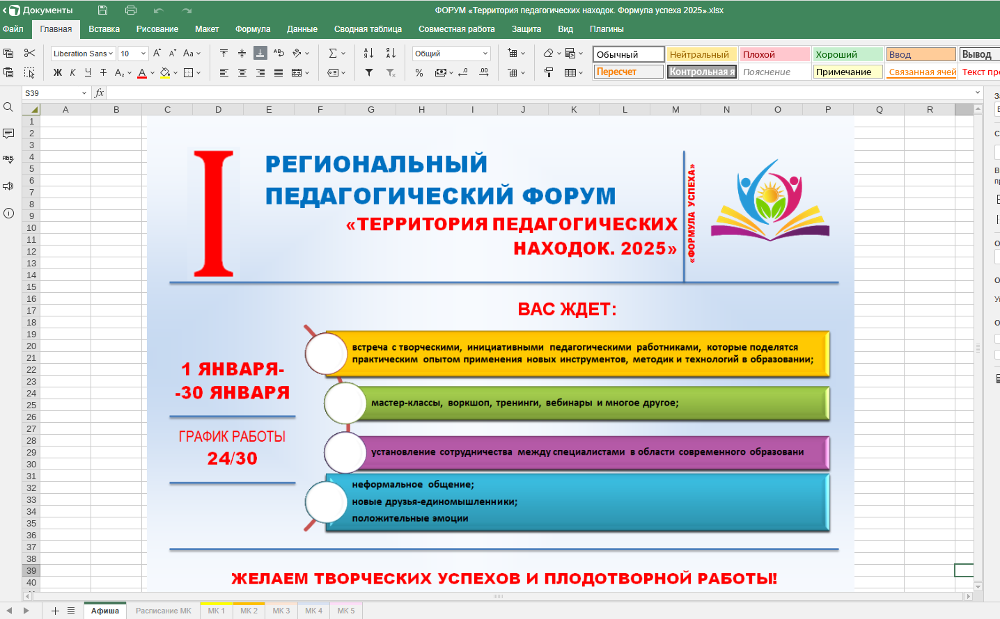 Документы
ФОРУМ «Территория педагогических находок. Формула успеха 2025».xlsx
Файл Главная Вставка Рисование Макет Формула Данные Сводная таблица Совместная работа Защита Вид Плагины
Liberation Sans 10 Общий
Обычный Нейтральный Плохой Хороший Ввод Вывод
Пересчет Контрольная я Пояснение Примечание Связанная ячей Текст пре
S39 fx
A B C D E F G H I J K L M N O P Q R
1
2
3
4
5
6
7
8
9
10
11
12
13
14
15
16
17
18
19
20
21
22
23
24
25
26
27
28
29
30
31
32
33
34
35
36
37
38
39
40
I
РЕГИОНАЛЬНЫЙ
ПЕДАГОГИЧЕСКИЙ ФОРУМ
«ТЕРРИТОРИЯ ПЕДАГОГИЧЕСКИХ
НАХОДОК. 2025»
«ФОРМУЛА УСПЕХА»
ВАС ЖДЕТ:
1 ЯНВАРЯ-
-30 ЯНВАРЯ
ГРАФИК РАБОТЫ
24/30
встреча с творческими, инициативными педагогическими работниками, которые поделятся
практическим опытом применения новых инструментов, методик и технологий в образовании;
мастер-классы, воркшоп, тренинги, вебинары и многое другое;
установление сотрудничества между специалистами в области современного образовани
неформальное общение;
новые друзья-единомышленники;
положительные эмоции
ЖЕЛАЕМ ТВОРЧЕСКИХ УСПЕХОВ И ПЛОДОТВОРНОЙ РАБОТЫ!
Афиша Расписание МК МК 1 МК 2 МК 3 МК 4 МК 5